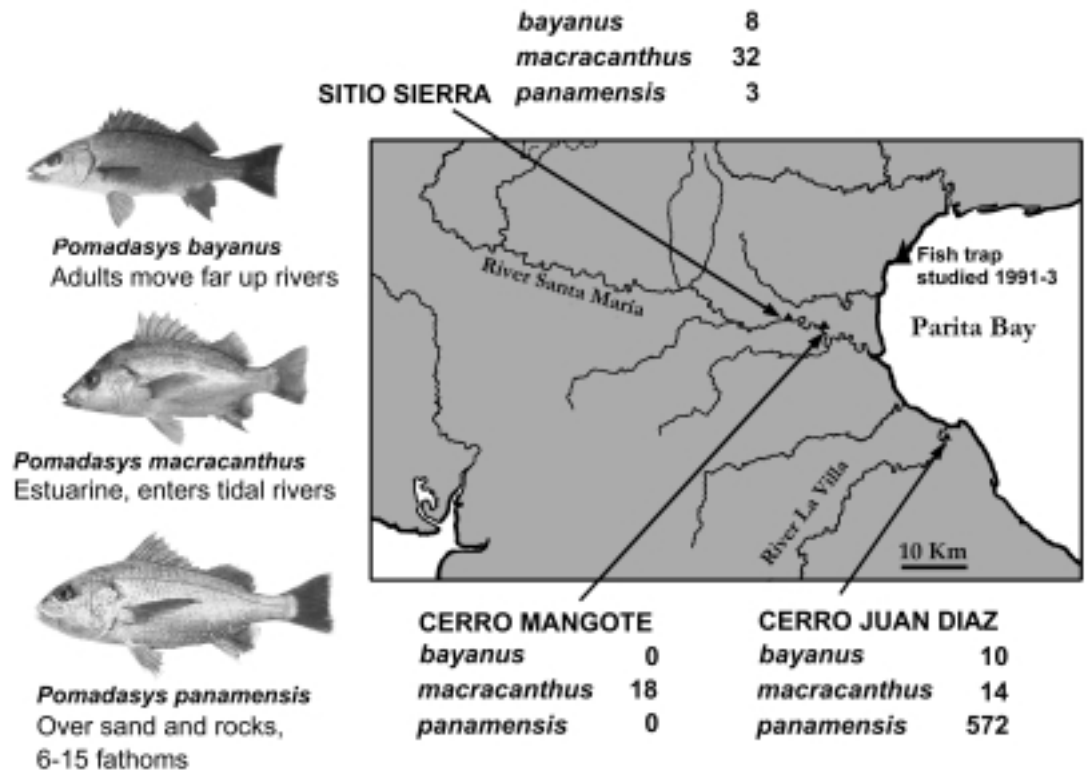 bayanus 8
macracanthus 32
SITIO SIERRA panamensis 3
Pomadasys bayanus
Adults move far up rivers
Pomadasys macracanthus
Estuarine, enters tidal rivers
Pomadasys panamensis
Over sand and rocks,
6-15 fathoms
River Santa María
Fish trap
studied 1991-3
Parita Bay
River La Villa
10 Km
CERRO MANGOTE
bayanus 0
macracanthus 18
panamensis 0
CERRO JUAN DIAZ
bayanus 10
macracanthus 14
panamensis 572